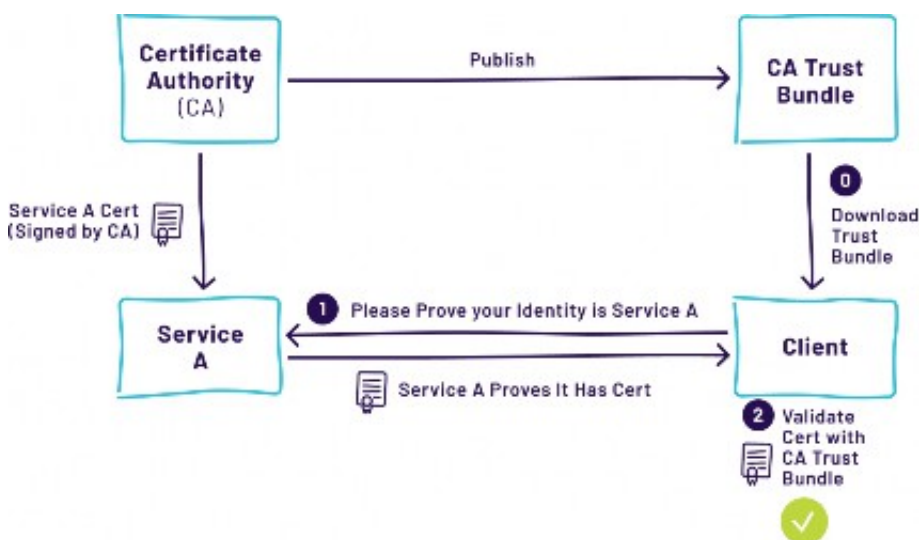 Certificate
Authority
(CA)
Publish
CA Trust
Bundle
Service A Cert
(Signed by CA)
0
Download
Trust
Bundle
1 Please Prove your Identity is Service A
Service
A
Client
Service A Proves It Has Cert
2 Validate
Cert with
CA Trust
Bundle